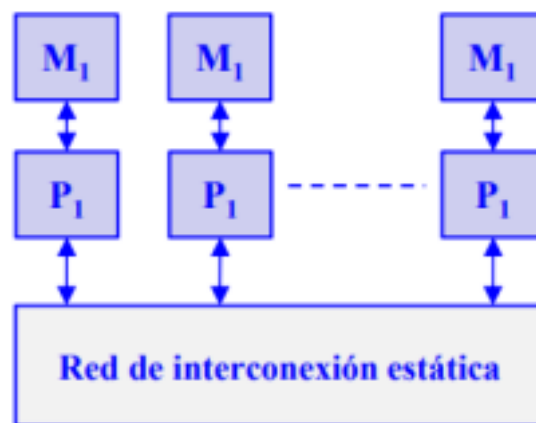 M₁ M₁ M₁
P₁ P₁ P₁
Red de interconexión estática